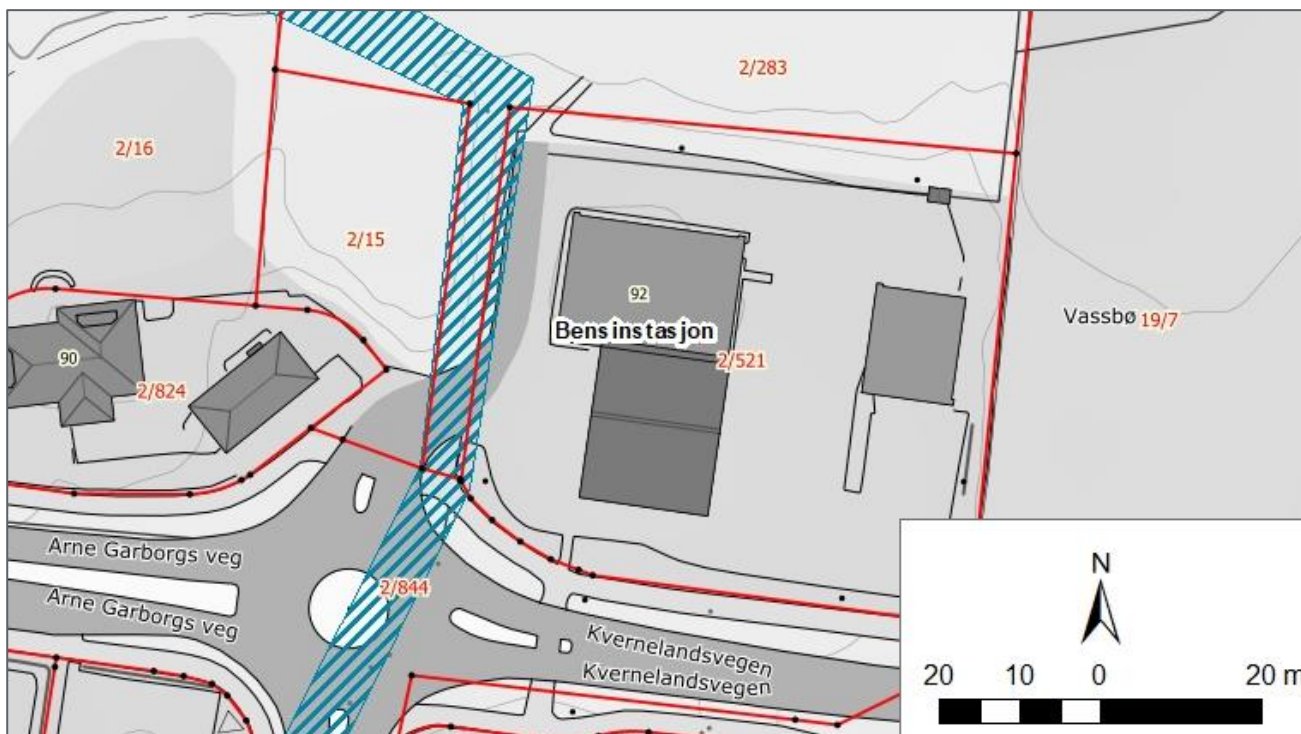 2/283
2/16
2/15
92
Vassbø 19/7
Bensinstasjon
2/521
90
2/824
Arne Garborgs veg
2/844
Arne Garborgs veg
Kvernelandsvegen
Kvernelandsvegen
N
20 10 0 20 m